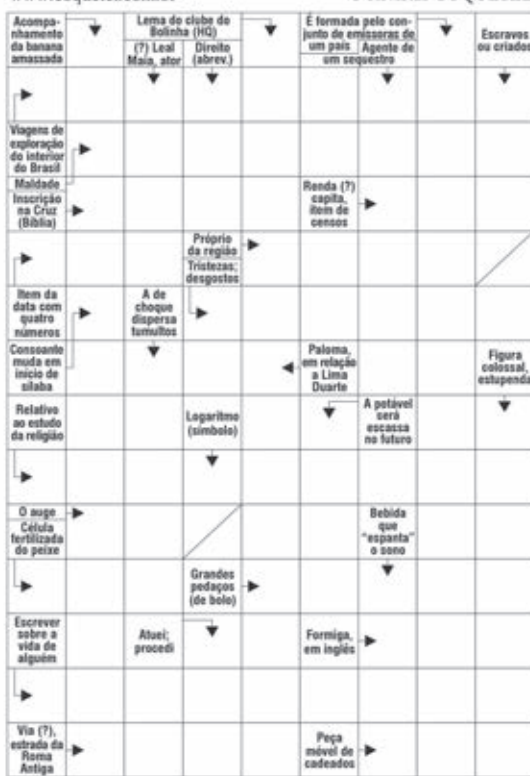 Acompa-
nhamento
da banana
amassada
Lema do clube do
Bolinha (HQ)
(?) Leal
Maia, ator
Direito
(abrev.)
É formada pelo con-
junto de emissoras de
um país
Agente de
um sequestro
Escravos
ou criados
Viagens de
exploração
do interior
do Brasil
Maldade
Inscrição
na Cruz
(Bíblia)
Renda (?)
capita,
item de
censos
Próprio
da região
Tristezas;
desgostos
Item da
data com
quatro
números
A de
choque
dispersa
tumultos
Consoante
muda em
início de
sílaba
Paloma,
em relação
a Lima
Duarte
Figura
colossal,
estupenda
Relativo
ao estudo
da religião
Logaritmo
(símbolo)
A potável
será
escassa
no futuro
O auge
Célula
fertilizada
do peixe
Bebida
que
"espanta"
o sono
Grandes
pedaços
(de bolo)
Escrever
sobre a
vida de
alguém
Atuei;
procedi
Formiga,
em inglês
Via (?),
estrada da
Roma
Antiga
Peça
móvel de
cadeados